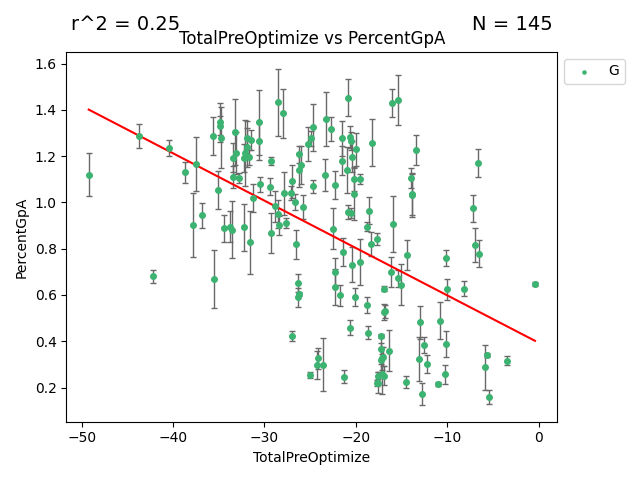 r^2 = 0.25
N = 145
TotalPreOptimize vs PercentGpA
G
PercentGpA
1.6
1.4
1.2
1.0
0.8
0.6
0.4
0.2
−50 −40 −30 −20 −10 0
TotalPreOptimize